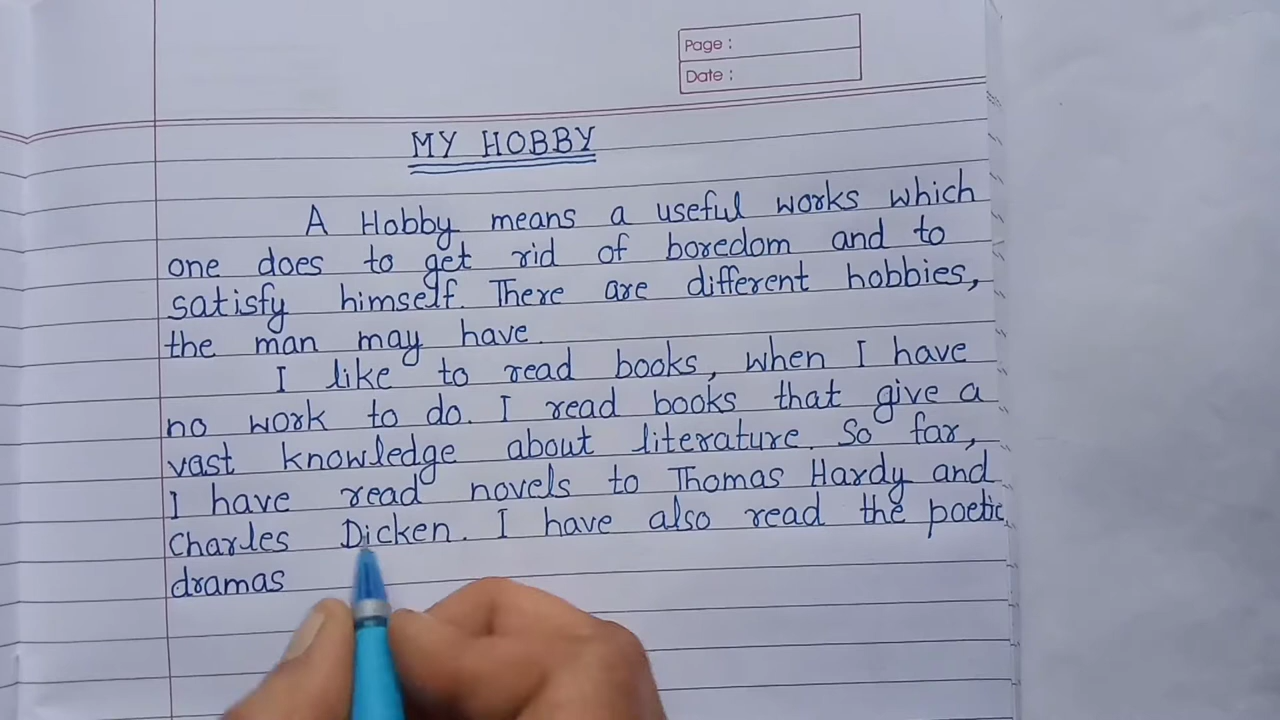 Page :
Date :
MY HOBBY
A Hobby means a useful works which
one does to get rid of boredom and to
satisfy himself. There are different hobbies,
the man may have.
I like to read books, when I have
no work to do. I read books that give a
vast knowledge about literature. So far,
I have read novels to Thomas Hardy and
Charles Dicken. I have also read the poetic
dramas